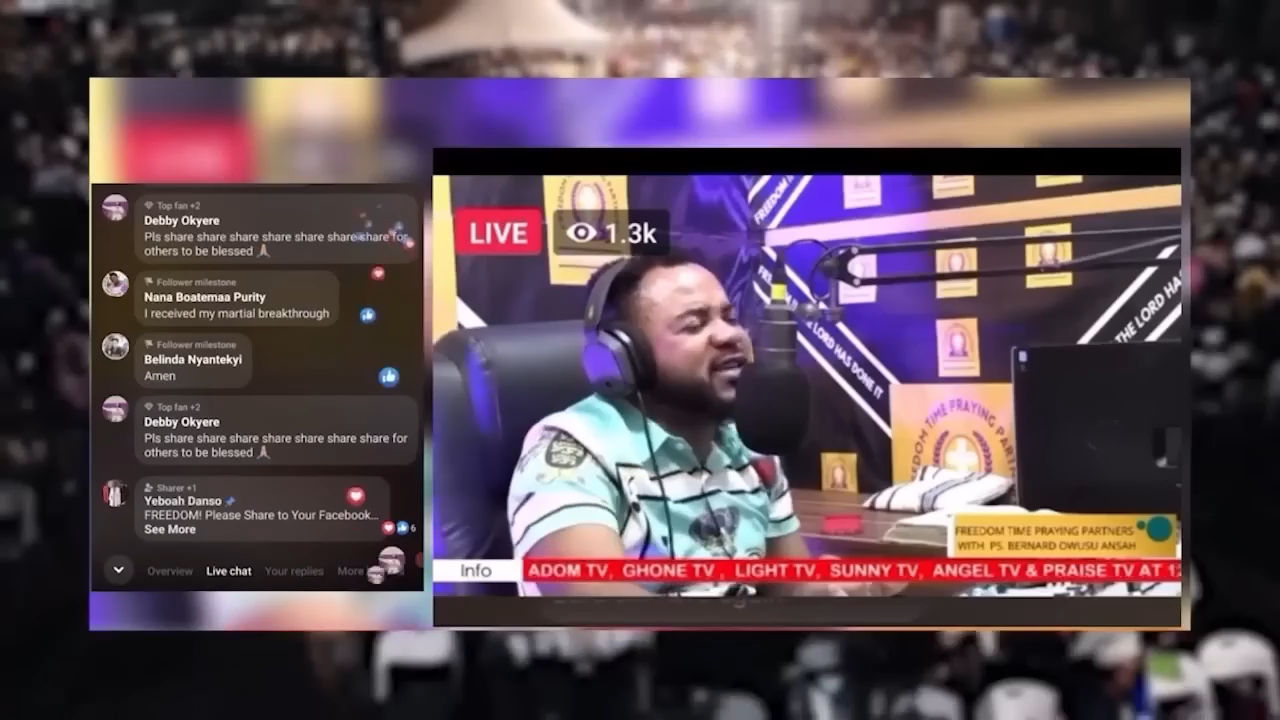 Top fan +2
Debby Okyere
Pls share share share share share share share for
others to be blessed 🙏
Follower milestone
Nana Boatemaa Purity
I received my martial breakthrough
Follower milestone
Belinda Nyantekyi
Amen
Top fan +2
Debby Okyere
Pls share share share share share share share for
others to be blessed 🙏
Sharer +1
Yeboah Danso 📌
FREEDOM! Please Share to Your Facebook...
See More
6
Overview Live chat Your replies More
LIVE 1.3k
FREEDOM
LORD HAS DONE IT
THE LORD HAS
TIME PRAYING
FREEDOM TIME PRAYING PARTNERS
WITH PS. BERNARD OWUSU ANSAH
Info ADOM TV, GHONE TV , LIGHT TV, SUNNY TV, ANGEL TV & PRAISE TV AT